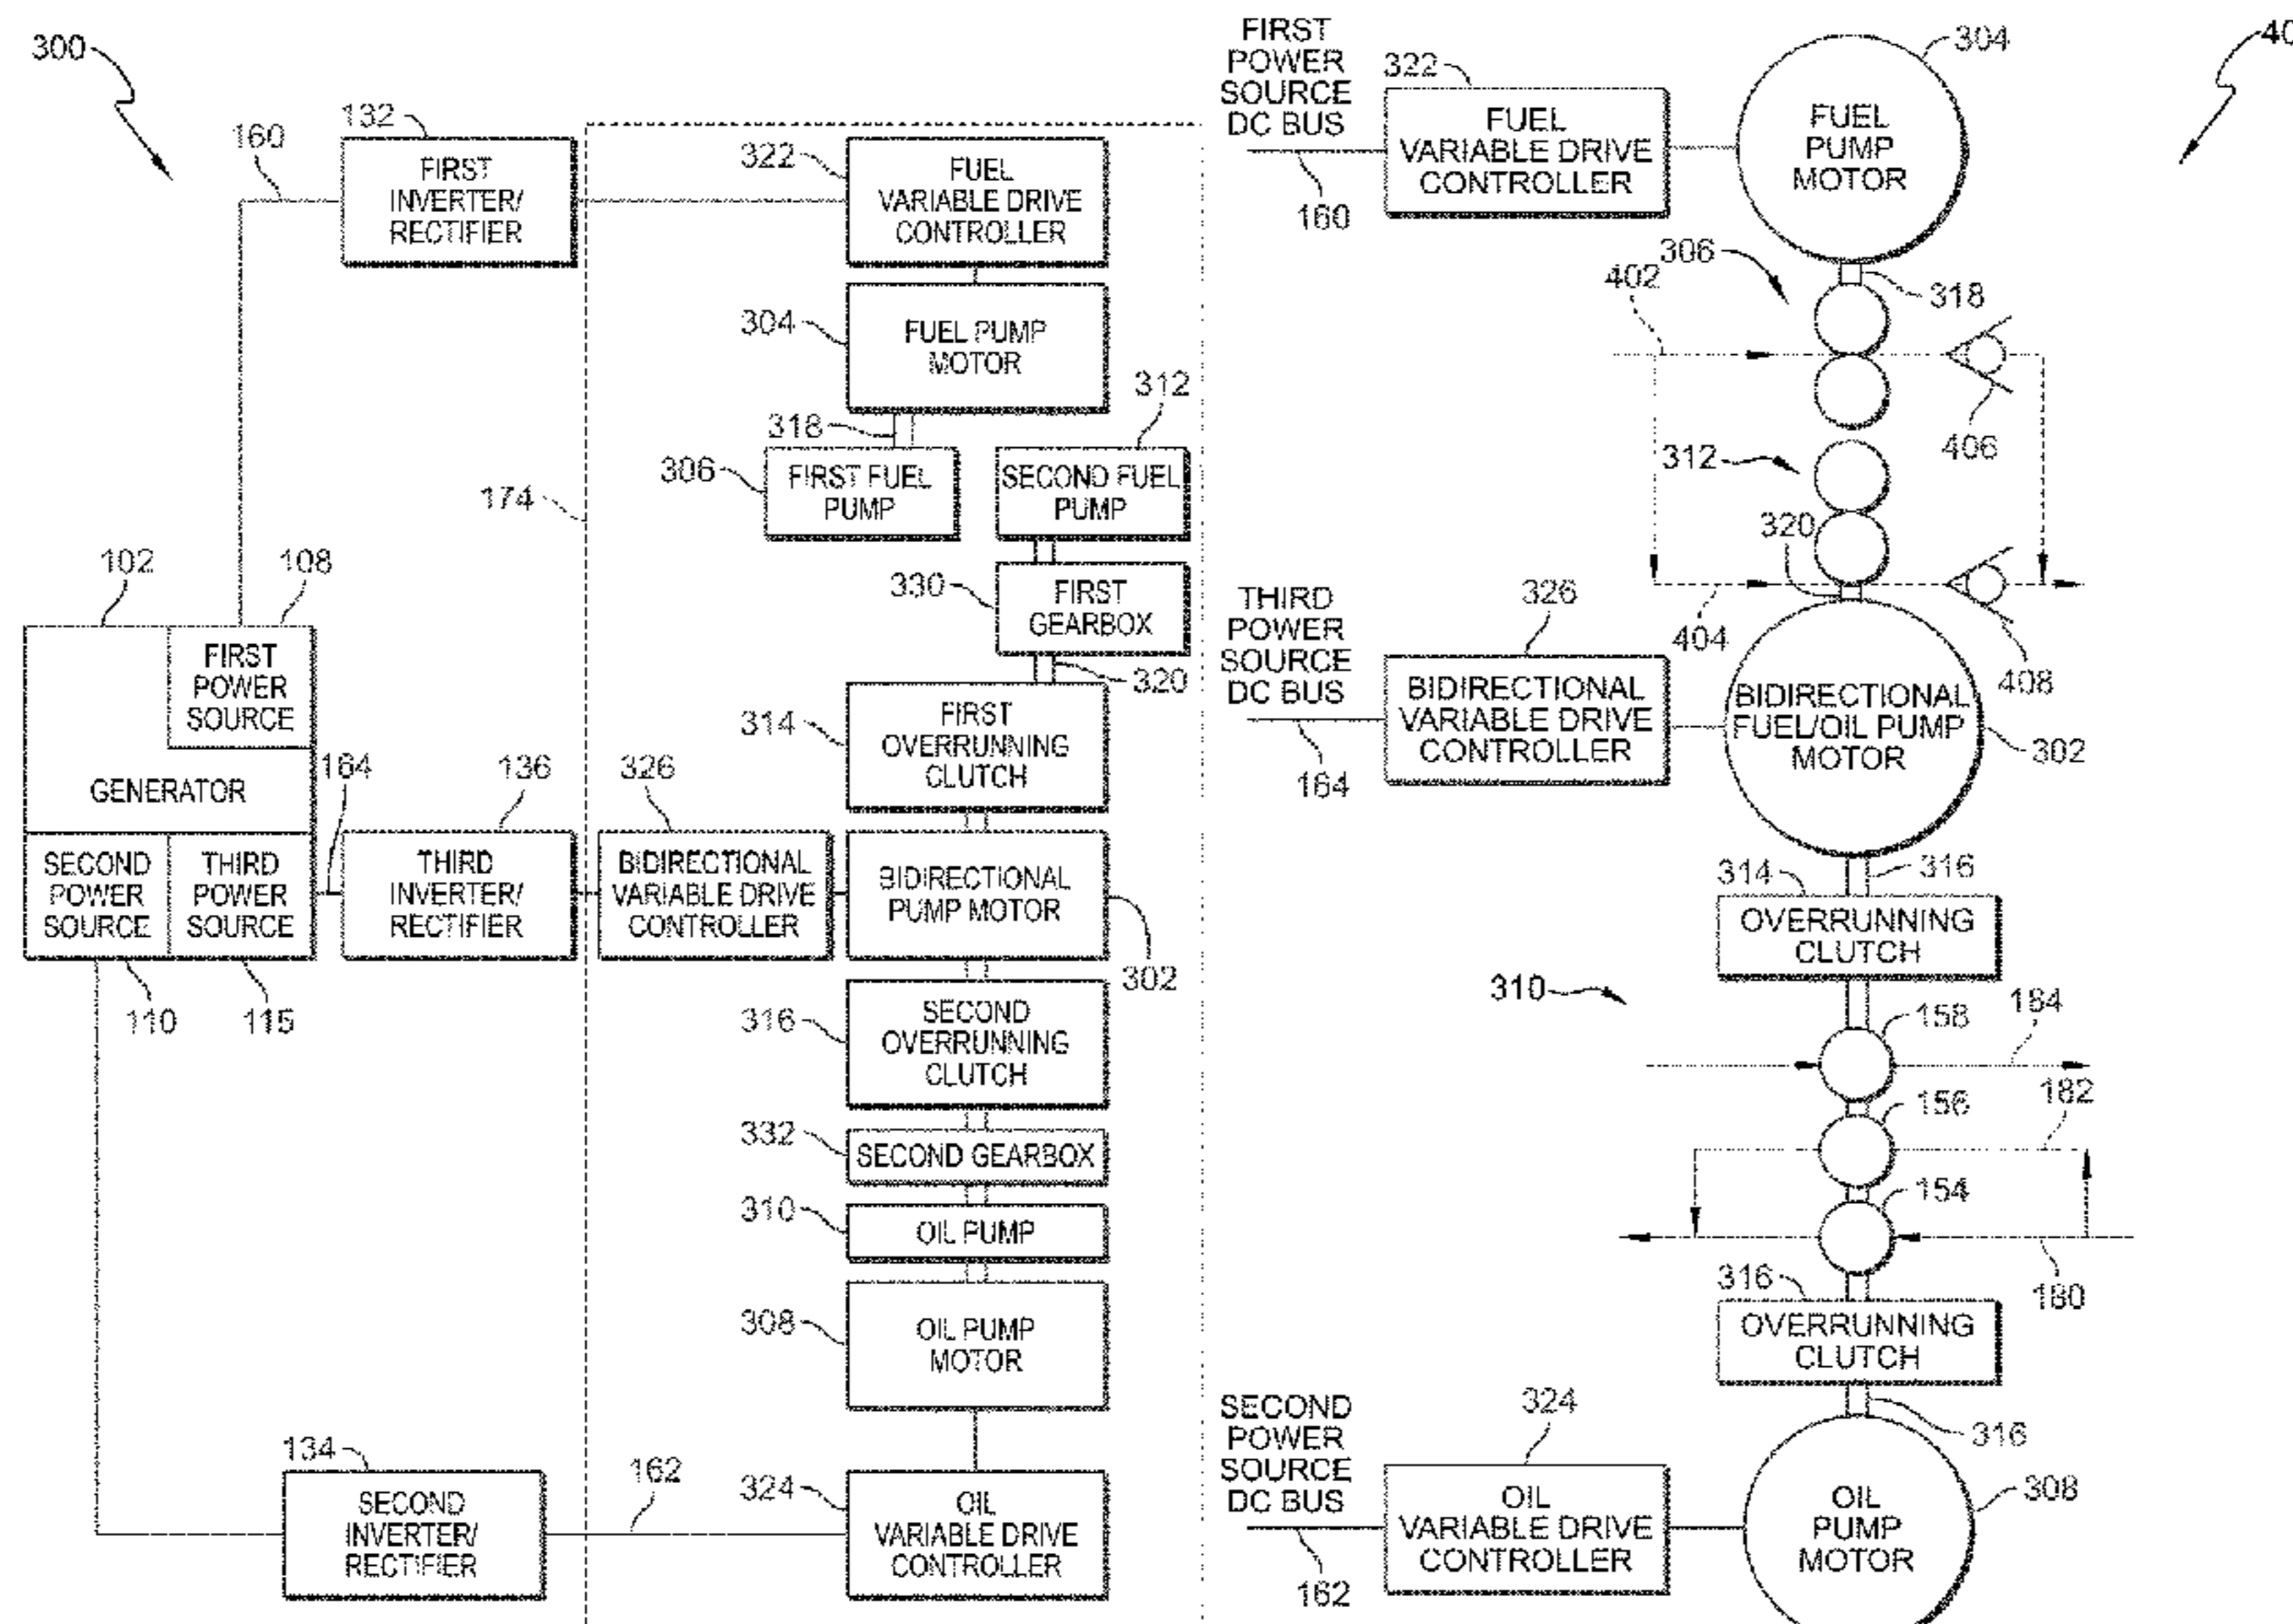 300
160
132
FIRST
INVERTER/
RECTIFIER
322
FUEL
VARIABLE DRIVE
CONTROLLER
304
FUEL PUMP
MOTOR
312
318
306
FIRST FUEL
PUMP
SECOND FUEL
PUMP
174
330
FIRST
GEARBOX
320
102
108
FIRST
POWER
SOURCE
GENERATOR
164
SECOND
POWER
SOURCE
THIRD
POWER
SOURCE
110
115
136
THIRD
INVERTER/
RECTIFIER
326
BIDIRECTIONAL
VARIABLE DRIVE
CONTROLLER
314
FIRST
OVERRUNNING
CLUTCH
BIDIRECTIONAL
PUMP MOTOR
302
316
SECOND
OVERRUNNING
CLUTCH
332
SECOND GEARBOX
310
OIL PUMP
308
OIL PUMP
MOTOR
134
SECOND
INVERTER/
RECTIFIER
162
324
OIL
VARIABLE DRIVE
CONTROLLER
FIRST
POWER
SOURCE
DC BUS
160
322
FUEL
VARIABLE DRIVE
CONTROLLER
304
FUEL
PUMP
MOTOR
40
306
402
318
406
312
320
404
408
THIRD
POWER
SOURCE
DC BUS
164
326
BIDIRECTIONAL
VARIABLE DRIVE
CONTROLLER
BIDIRECTIONAL
FUEL/OIL PUMP
MOTOR
302
314
316
OVERRUNNING
CLUTCH
310
158
184
156
182
154
180
316
OVERRUNNING
CLUTCH
316
SECOND
POWER
SOURCE
DC BUS
162
324
OIL
VARIABLE DRIVE
CONTROLLER
OIL
PUMP
MOTOR
308